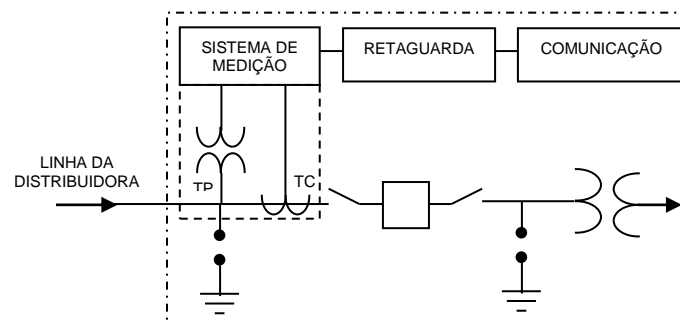 SISTEMA DE
MEDIÇÃO
RETAGUARDA
COMUNICAÇÃO
LINHA DA
DISTRIBUIDORA
TP
TC